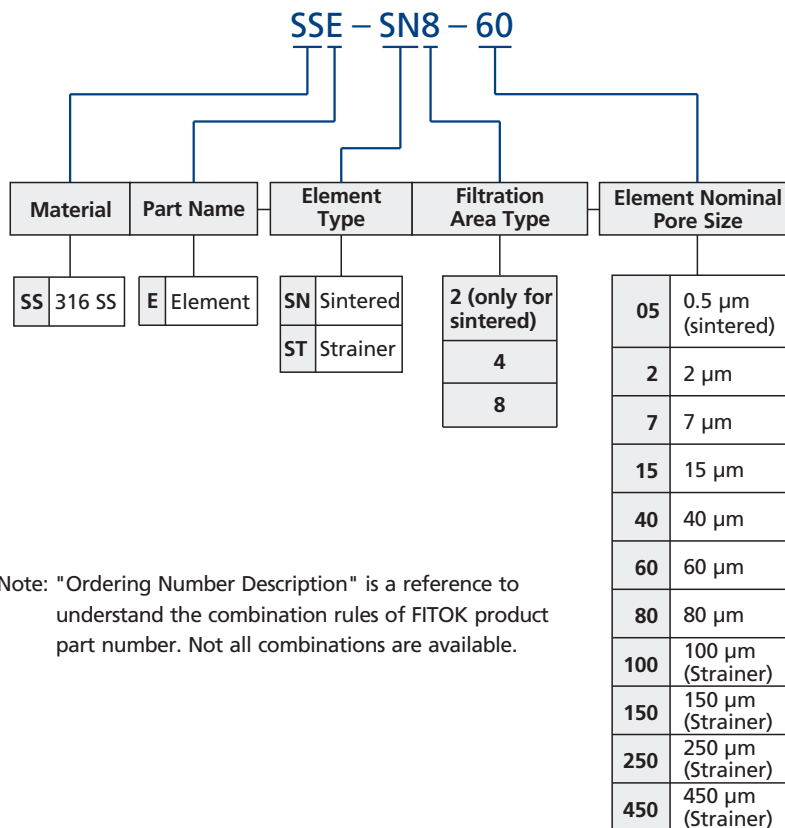 SSE – SN8 – 60
Material
Part Name
Element
Type
Filtration
Area Type
Element Nominal
Pore Size
SS 316 SS
E Element
SN Sintered
ST Strainer
2 (only for
sintered)
4
8
05 0.5 µm
(sintered)
2 2 µm
7 7 µm
15 15 µm
40 40 µm
60 60 µm
80 80 µm
100 100 µm
(Strainer)
150 150 µm
(Strainer)
250 250 µm
(Strainer)
450 450 µm
(Strainer)
Note: "Ordering Number Description" is a reference to
understand the combination rules of FITOK product
part number. Not all combinations are available.